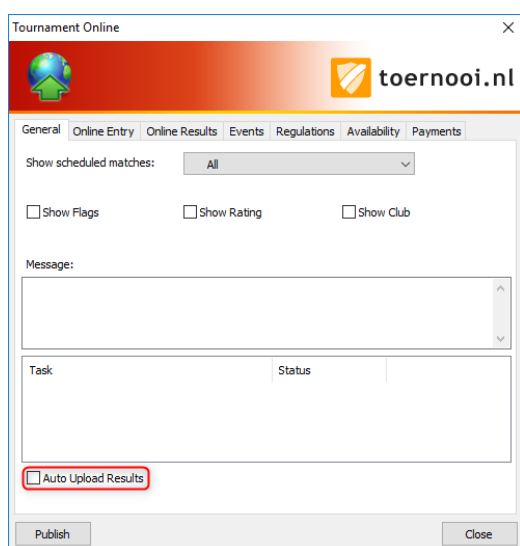 Tournament Online
toernooi.nl
General Online Entry Online Results Events Regulations Availability Payments
Show scheduled matches: All
Show Flags Show Rating Show Club
Message:
Task Status
Auto Upload Results
Publish Close